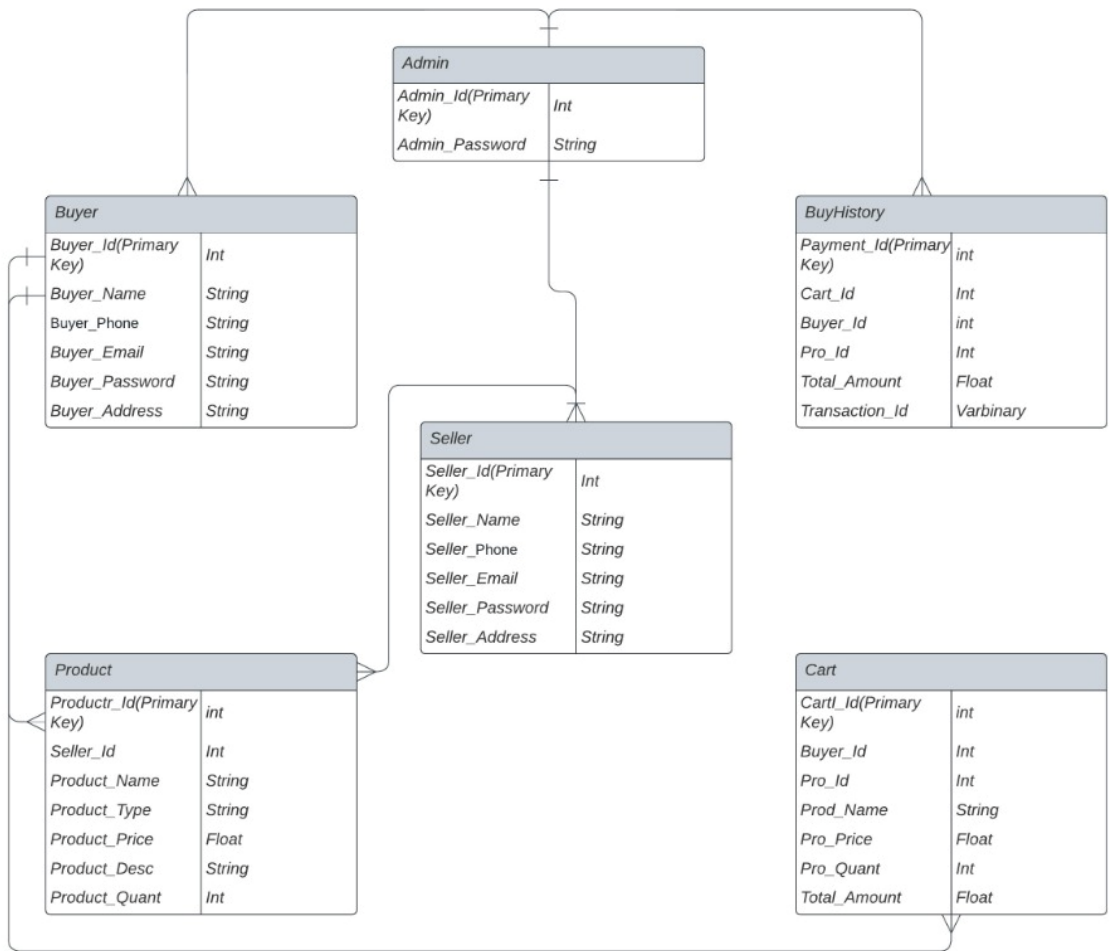 Admin
Admin_Id(Primary
Key)
Int
Admin_Password
String
Buyer
Buyer_Id(Primary
Key)
Int
Buyer_Name
String
Buyer_Phone
String
Buyer_Email
String
Buyer_Password
String
Buyer_Address
String
BuyHistory
Payment_Id(Primary
Key)
int
Cart_Id
Int
Buyer_Id
int
Pro_Id
Int
Total_Amount
Float
Transaction_Id
Varbinary
Seller
Seller_Id(Primary
Key)
Int
Seller_Name
String
Seller_Phone
String
Seller_Email
String
Seller_Password
String
Seller_Address
String
Product
Productr_Id(Primary
Key)
int
Seller_Id
Int
Product_Name
String
Product_Type
String
Product_Price
Float
Product_Desc
String
Product_Quant
Int
Cart
CartI_Id(Primary
Key)
int
Buyer_Id
Int
Pro_Id
Int
Prod_Name
String
Pro_Price
Float
Pro_Quant
Int
Total_Amount
Float